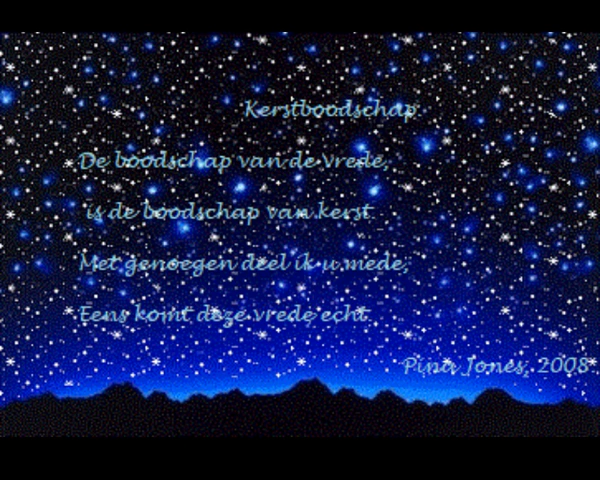 Kerstboodschap
De boodschap van de vrede,
is de boodschap van kerst
Met genoegen deel ik u mede,
Eens komt deze vrede echt
Pina Jones, 2008